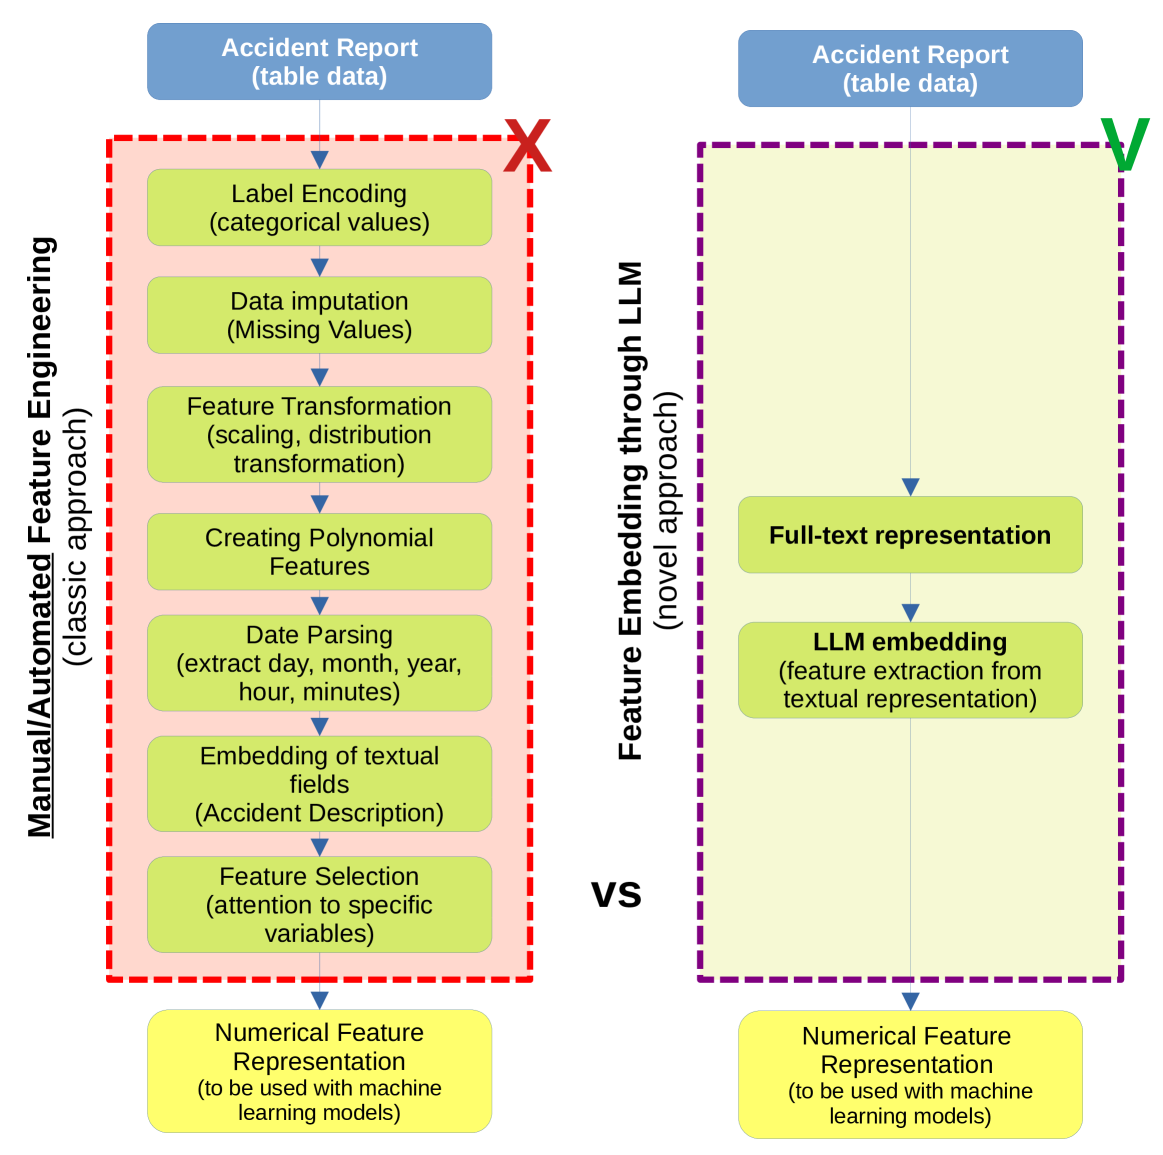 Accident Report
(table data)
X
Manual/Automated Feature Engineering
(classic approach)
Label Encoding
(categorical values)
Data imputation
(Missing Values)
Feature Transformation
(scaling, distribution
transformation)
Creating Polynomial
Features
Date Parsing
(extract day, month, year,
hour, minutes)
Embedding of textual
fields
(Accident Description)
Feature Selection
(attention to specific
variables)
Numerical Feature
Representation
(to be used with machine
learning models)
vs
Accident Report
(table data)
V
Feature Embedding through LLM
(novel approach)
Full-text representation
LLM embedding
(feature extraction from
textual representation)
Numerical Feature
Representation
(to be used with machine
learning models)